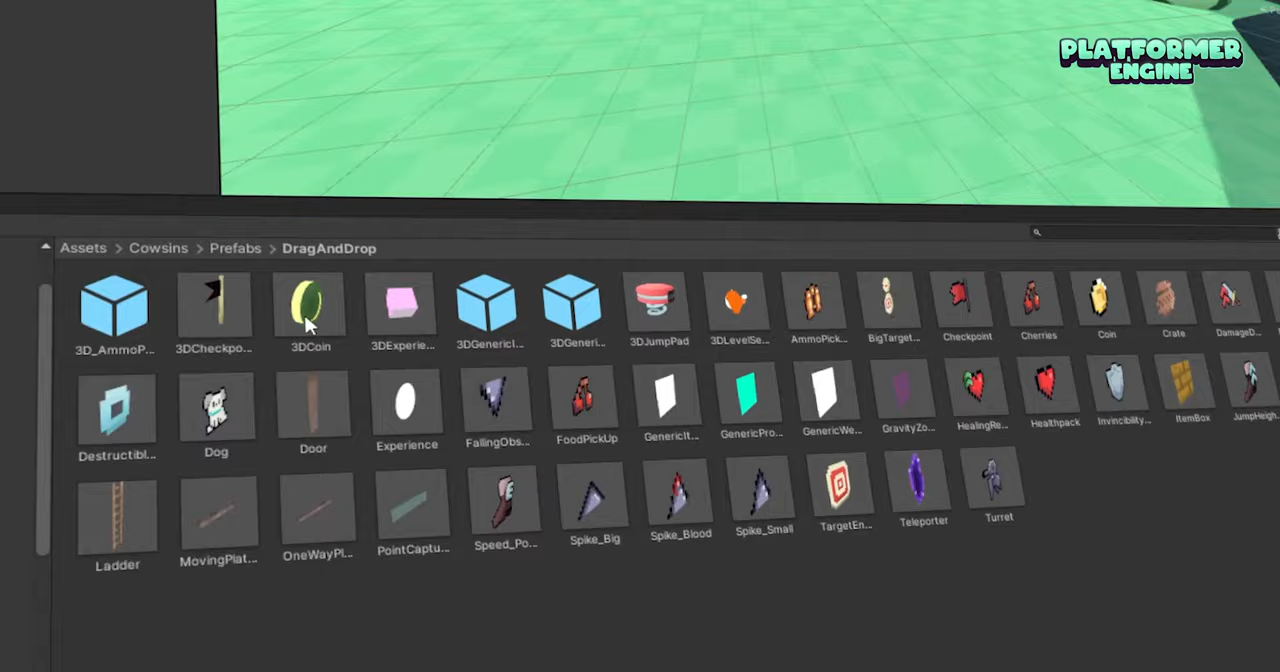 PLATFORMER
ENGINE
Assets > Cowsins > Prefabs > DragAndDrop
3D_AmmoP... 3DCheckpo... 3DCoin 3DExperie... 3DGenericI... 3DGeneri... 3DJumpPad 3DLevelSe... AmmoPick... BigTarget... Checkpoint Cherries Coin Crate DamageD...
Destructibl... Dog Door Experience FallingObs... FoodPickUp GenericIt... GenericPro... GenericWe... GravityZo... HealingRe... Healthpack Invincibility... ItemBox JumpHeigh...
Ladder MovingPlat... OneWayPl... PointCaptu... Speed_Po... Spike_Big Spike_Blood Spike_Small TargetEn... Teleporter Turret